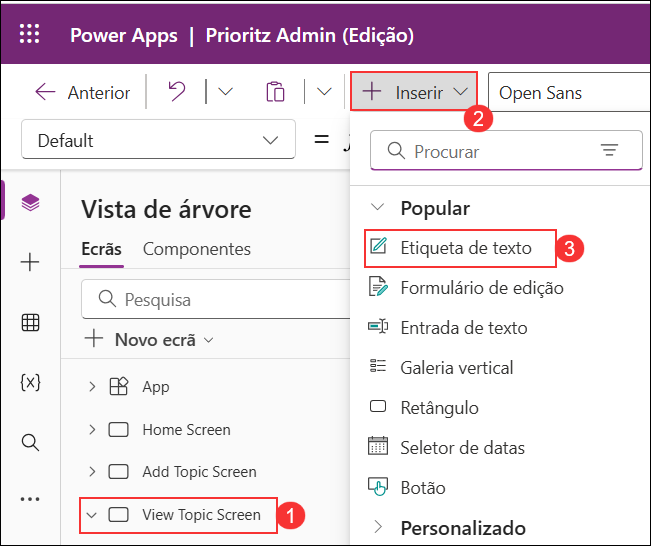 Power Apps | Prioritz Admin (Edição)
Anterior
Inserir
Open Sans
2
Default
=
Procurar
Vista de árvore
Popular
Ecrãs
Componentes
Etiqueta de texto
3
Formulário de edição
Pesquisa
Entrada de texto
Novo ecrã
Galeria vertical
App
Retângulo
Home Screen
Seletor de datas
Add Topic Screen
Botão
View Topic Screen
1
Personalizado
{x}